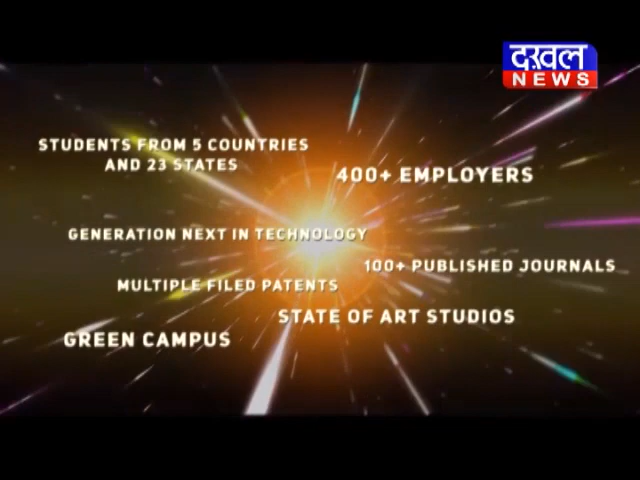 दख़ल
NEWS
STUDENTS FROM 5 COUNTRIES
AND 23 STATES
400+ EMPLOYERS
GENERATION NEXT IN TECHNOLOGY
100+ PUBLISHED JOURNALS
MULTIPLE FILED PATENTS
STATE OF ART STUDIOS
GREEN CAMPUS